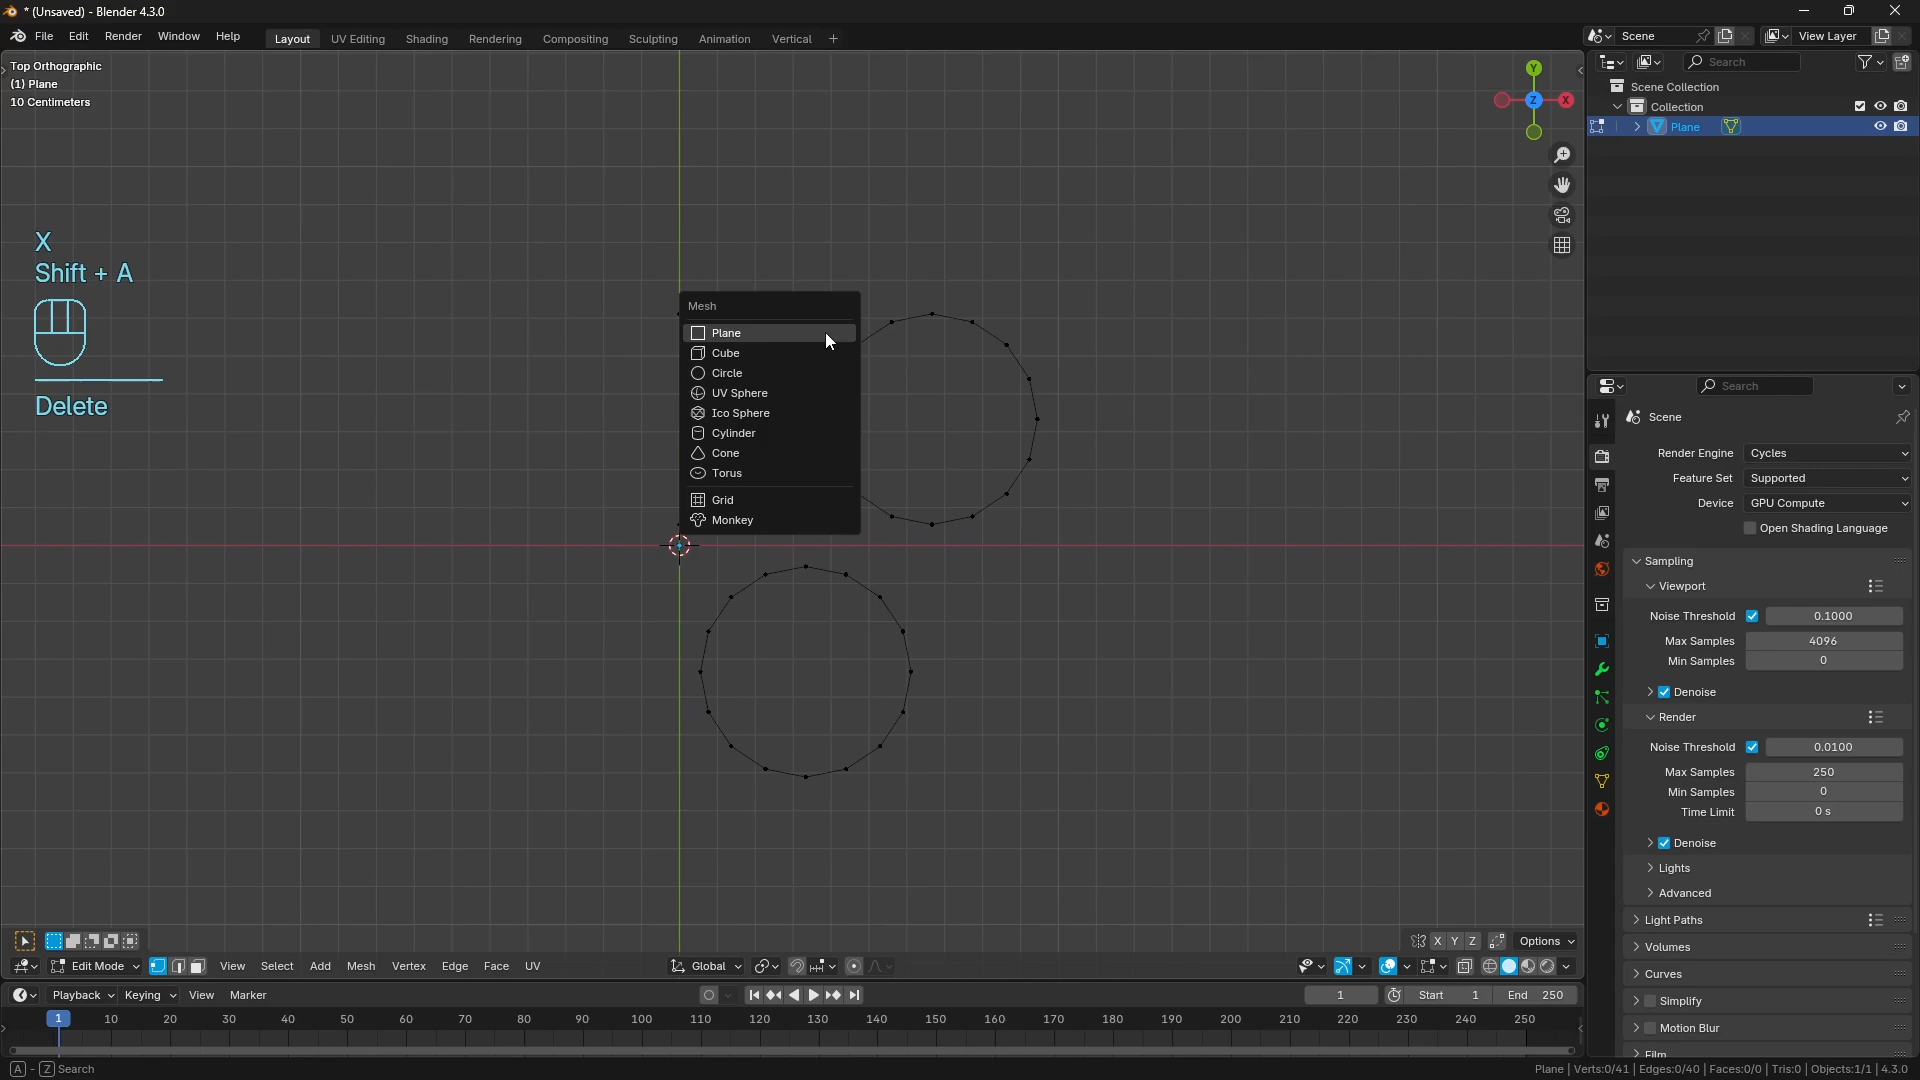 * (Unsaved) - Blender 4.3.0
File Edit Render Window Help Layout UV Editing Shading Rendering Compositing Sculpting Animation Vertical + Scene View Layer
Top Orthographic
(1) Plane
10 Centimeters
Y
Z X
Search
Scene Collection
Collection
Plane
X
Shift + A
Delete
Mesh
Plane
Cube
Circle
UV Sphere
Ico Sphere
Cylinder
Cone
Torus
Grid
Monkey
Search
Scene
Render Engine Cycles
Feature Set Supported
Device GPU Compute
Open Shading Language
Sampling
Viewport
Noise Threshold 0.1000
Max Samples 4096
Min Samples 0
Denoise
Render
Noise Threshold 0.0100
Max Samples 250
Min Samples 0
Time Limit 0 s
Denoise
Lights
Advanced
Light Paths
Volumes
Curves
Simplify
Motion Blur
Film
X Y Z Options
Edit Mode View Select Add Mesh Vertex Edge Face UV Global
Playback Keying View Marker 1 Start 1 End 250
1 10 20 30 40 50 60 70 80 90 100 110 120 130 140 150 160 170 180 190 200 210 220 230 240 250
A - Z Search
Plane | Verts:0/41 | Edges:0/40 | Faces:0/0 | Tris:0 | Objects:1/1 | 4.3.0